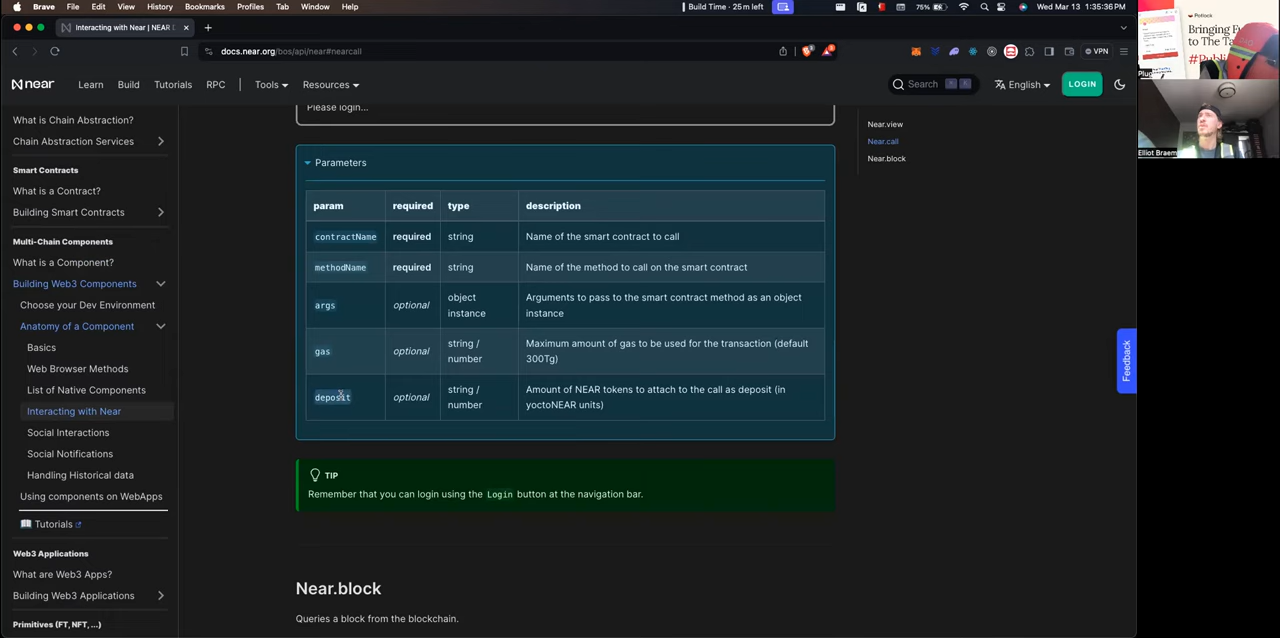 Brave File Edit View History Bookmarks Profiles Tab Window Help
Build Time - 25m left
75%
Wed Mar 13 1:35:36 PM
Interacting with Near | NEAR
docs.near.org/bos/api/near#nearcall
VPN
near
Learn Build Tutorials RPC Tools Resources
Search
English
LOGIN
What is Chain Abstraction?
Chain Abstraction Services
Smart Contracts
What is a Contract?
Building Smart Contracts
Multi-Chain Components
What is a Component?
Building Web3 Components
Choose your Dev Environment
Anatomy of a Component
Basics
Web Browser Methods
List of Native Components
Interacting with Near
Social Interactions
Social Notifications
Handling Historical data
Using components on WebApps
Tutorials
Web3 Applications
What are Web3 Apps?
Building Web3 Applications
Primitives (FT, NFT, ...)
Please login...
Parameters
param required type description
contractName required string Name of the smart contract to call
methodName required string Name of the method to call on the smart contract
args optional object instance Arguments to pass to the smart contract method as an object instance
gas optional string / number Maximum amount of gas to be used for the transaction (default 300Tg)
deposit optional string / number Amount of NEAR tokens to attach to the call as deposit (in yoctoNEAR units)
TIP
Remember that you can login using the Login button at the navigation bar.
Near.block
Queries a block from the blockchain.
Near.view
Near.call
Near.block
Feedback
Potlock
Bringing Fu
to The Ta
#Publi
Plug
Elliot Braem